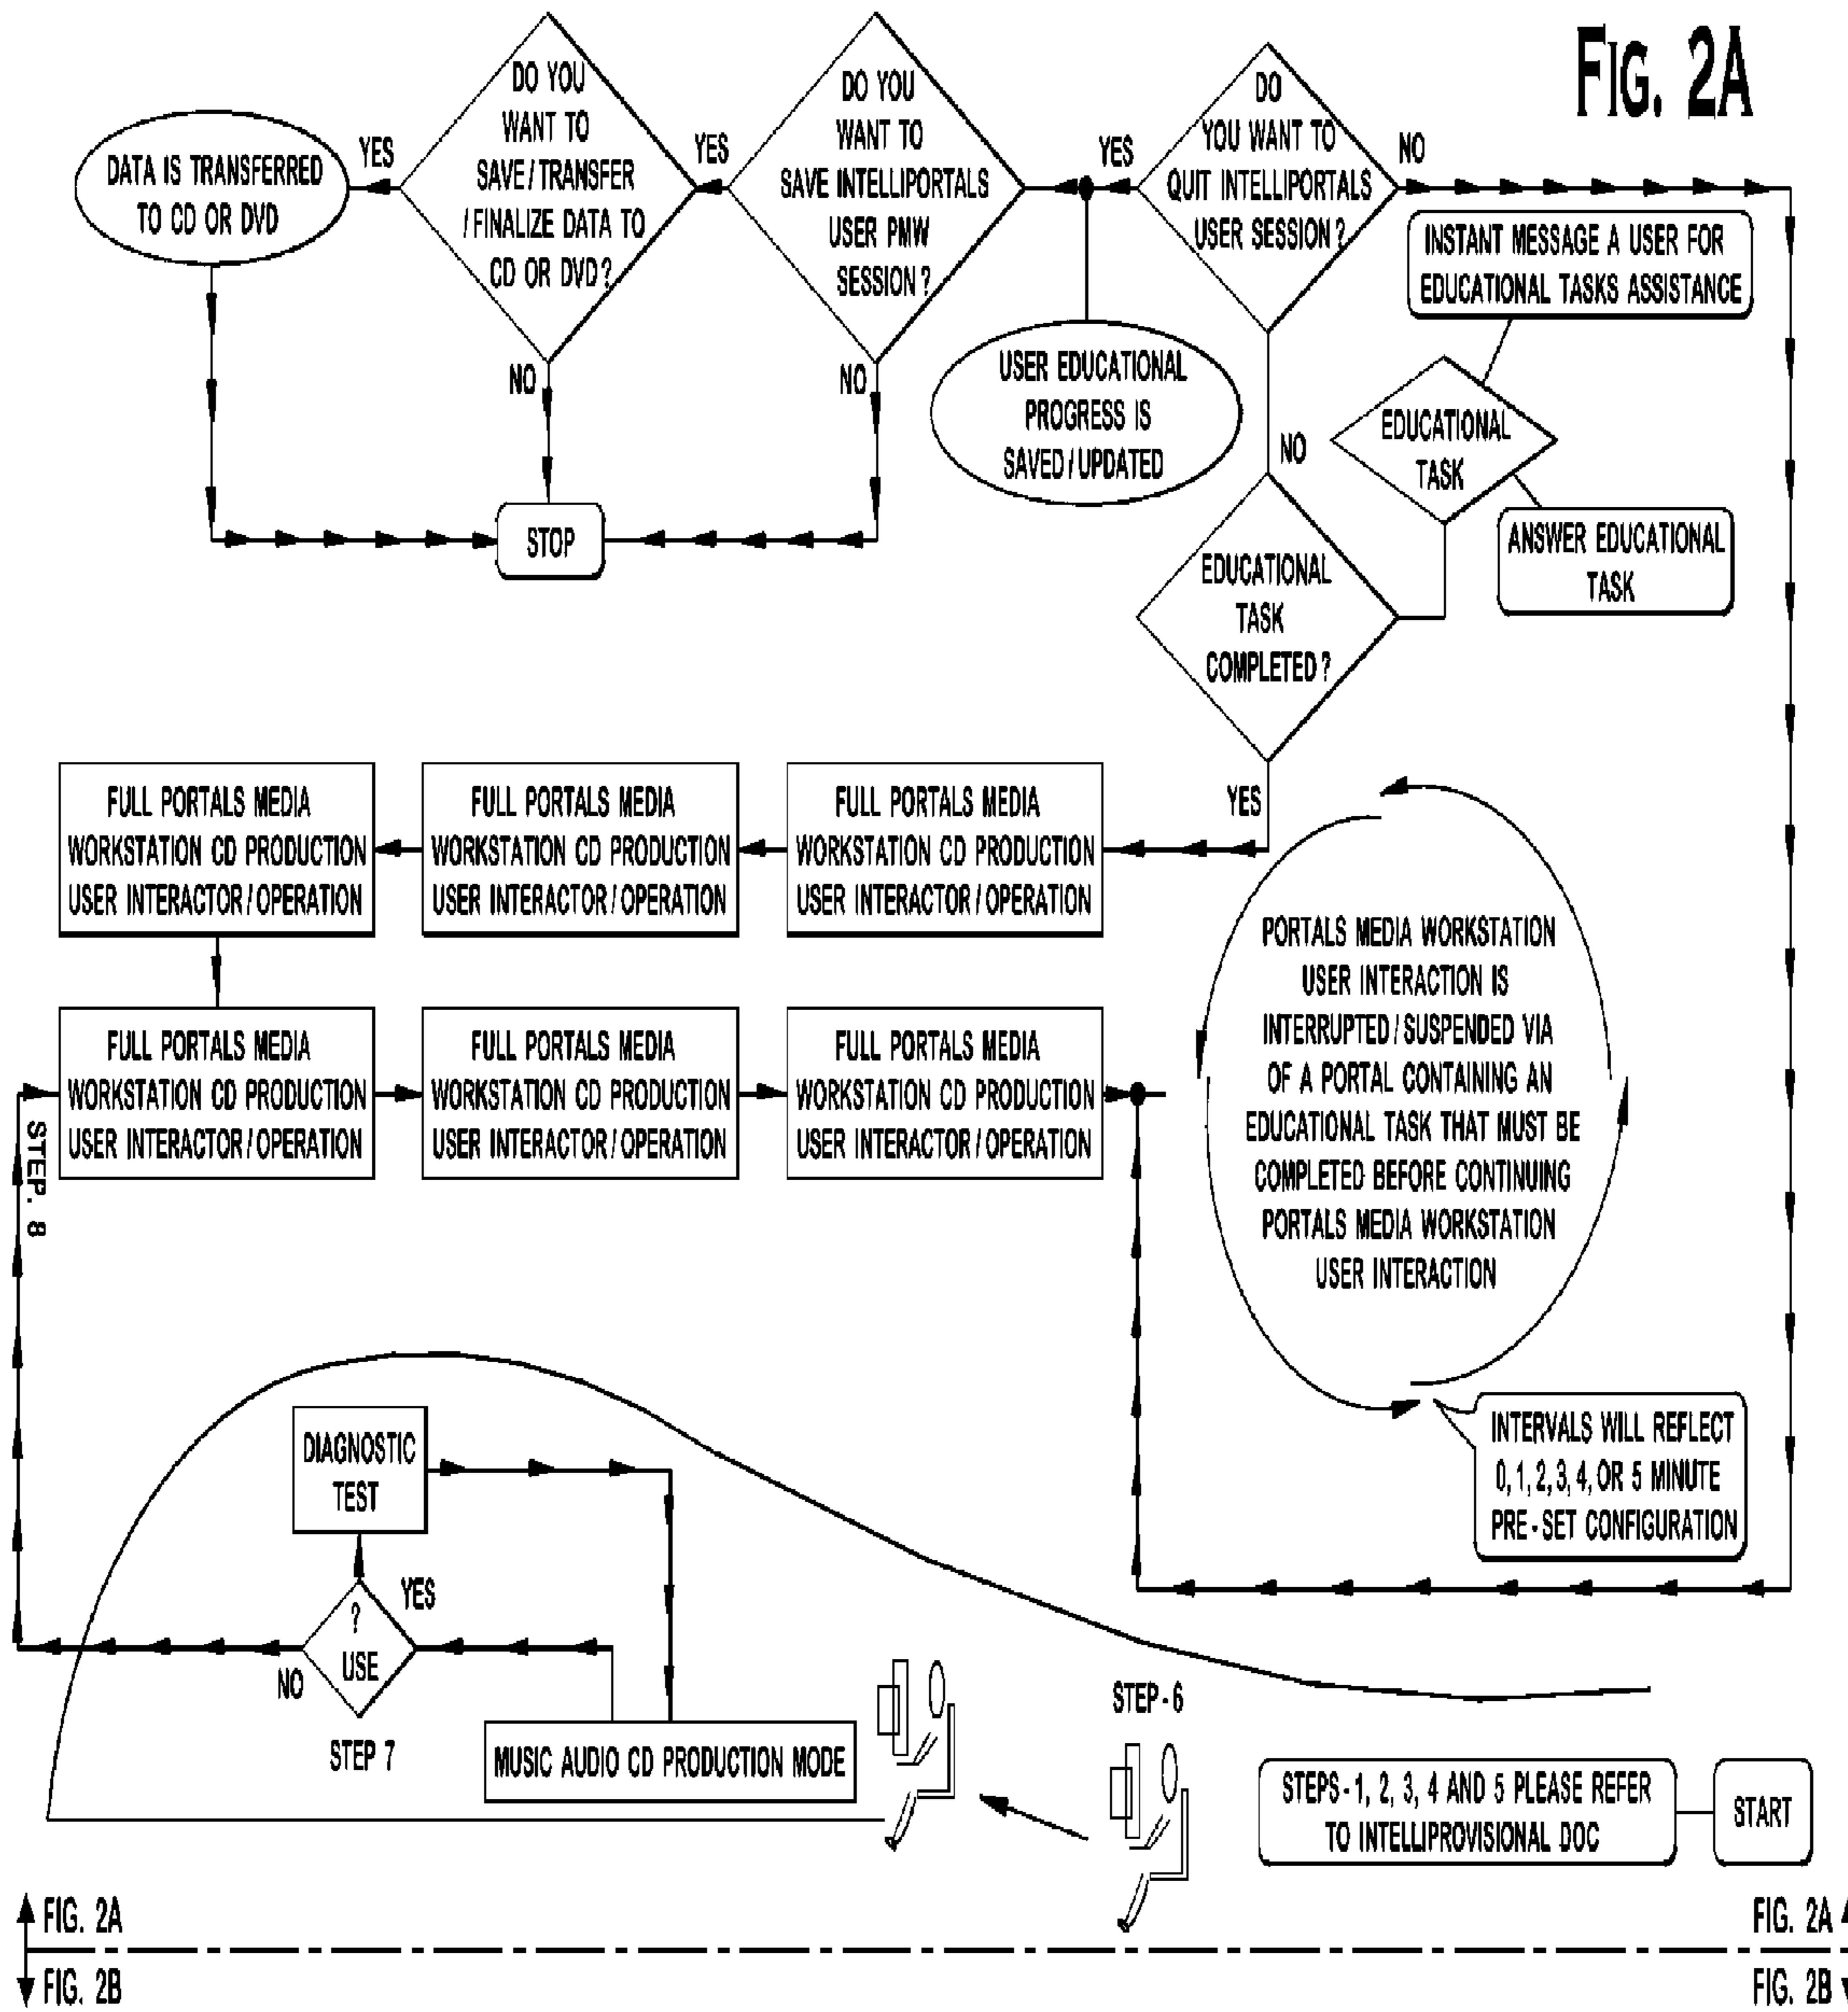 FIG. 2A
DATA IS TRANSFERRED
TO CD OR DVD
YES
DO YOU
WANT TO
SAVE / TRANSFER
/ FINALIZE DATA TO
CD OR DVD ?
YES
DO YOU
WANT TO
SAVE INTELLIPORTALS
USER PMW
SESSION ?
YES
DO
YOU WANT TO
QUIT INTELLIPORTALS
USER SESSION ?
NO
INSTANT MESSAGE A USER FOR
EDUCATIONAL TASKS ASSISTANCE
NO
NO
USER EDUCATIONAL
PROGRESS IS
SAVED / UPDATED
NO
EDUCATIONAL
TASK
STOP
ANSWER EDUCATIONAL
TASK
EDUCATIONAL
TASK
COMPLETED ?
YES
FULL PORTALS MEDIA
WORKSTATION CD PRODUCTION
USER INTERACTOR / OPERATION
FULL PORTALS MEDIA
WORKSTATION CD PRODUCTION
USER INTERACTOR / OPERATION
FULL PORTALS MEDIA
WORKSTATION CD PRODUCTION
USER INTERACTOR / OPERATION
FULL PORTALS MEDIA
WORKSTATION CD PRODUCTION
USER INTERACTOR / OPERATION
FULL PORTALS MEDIA
WORKSTATION CD PRODUCTION
USER INTERACTOR / OPERATION
FULL PORTALS MEDIA
WORKSTATION CD PRODUCTION
USER INTERACTOR / OPERATION
PORTALS MEDIA WORKSTATION
USER INTERACTION IS
INTERRUPTED / SUSPENDED VIA
OF A PORTAL CONTAINING AN
EDUCATIONAL TASK THAT MUST BE
COMPLETED BEFORE CONTINUING
PORTALS MEDIA WORKSTATION
USER INTERACTION
STEP. 8
INTERVALS WILL REFLECT
0, 1, 2, 3, 4, OR 5 MINUTE
PRE - SET CONFIGURATION
DIAGNOSTIC
TEST
YES
?
USE
NO
STEP 7
MUSIC AUDIO CD PRODUCTION MODE
STEP - 6
STEPS - 1, 2, 3, 4 AND 5 PLEASE REFER
TO INTELLIPROVISIONAL DOC
START
FIG. 2A
FIG. 2A
FIG. 2B
FIG. 2B